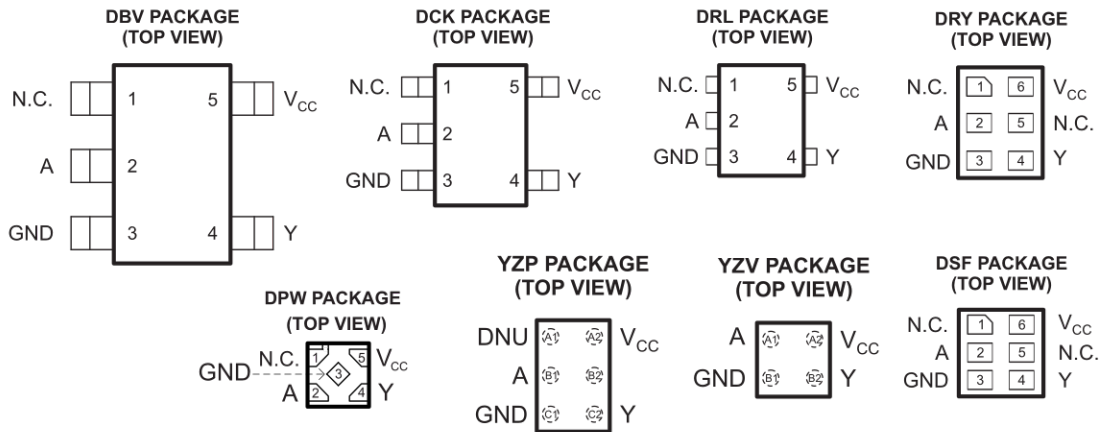 DBV PACKAGE
(TOP VIEW)
N.C. 1 5 VCC
A 2
GND 3 4 Y
DCK PACKAGE
(TOP VIEW)
N.C. 1 5 VCC
A 2
GND 3 4 Y
DRL PACKAGE
(TOP VIEW)
N.C. 1 5 VCC
A 2
GND 3 4 Y
DRY PACKAGE
(TOP VIEW)
N.C. 1 6 VCC
A 2 5 N.C.
GND 3 4 Y
DPW PACKAGE
(TOP VIEW)
N.C. 1 5 VCC
GND 3
A 2 4 Y
YZP PACKAGE
(TOP VIEW)
DNU A1 A2 VCC
A B1 B2
GND C1 C2 Y
YZV PACKAGE
(TOP VIEW)
A A1 A2 VCC
GND B1 B2 Y
DSF PACKAGE
(TOP VIEW)
N.C. 1 6 VCC
A 2 5 N.C.
GND 3 4 Y